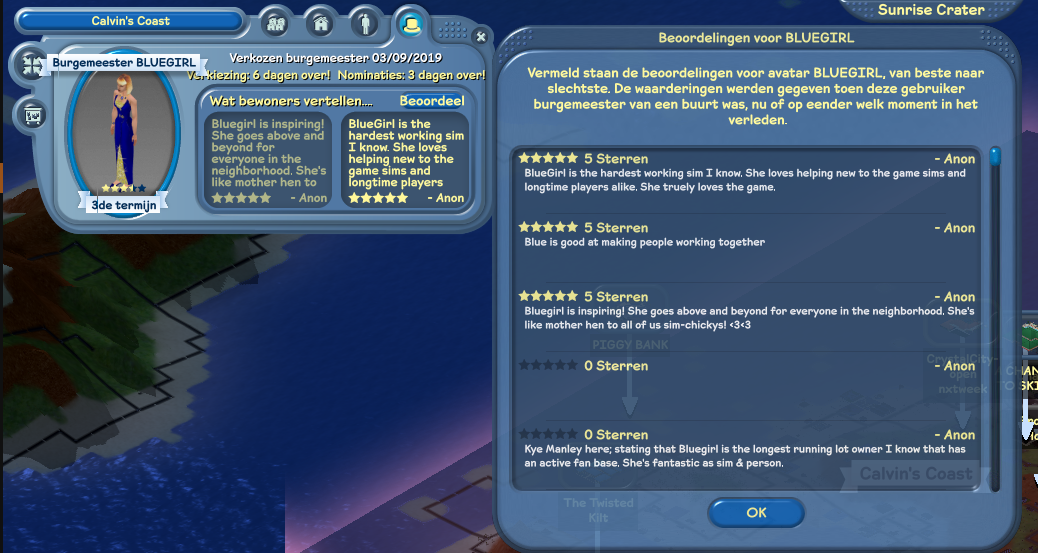 Calvin's Coast
Burgemeester BLUEGIRL
3de termijn
Verkozen burgemeester 03/09/2019
Verkiezing: 6 dagen over! Nominaties: 3 dagen over!
Wat bewoners vertellen....
Beoordeel
Bluegirl is inspiring!
She goes above and
beyond for
everyone in the
neighborhood. She's
like mother hen to
- Anon
BlueGirl is the
hardest working sim
I know. She loves
helping new to the
game sims and
longtime players
- Anon
Sunrise Crater
Beoordelingen voor BLUEGIRL
Vermeld staan de beoordelingen voor avatar BLUEGIRL, van beste naar
slechtste. De waarderingen werden gegeven toen deze gebruiker
burgemeester van een buurt was, nu of op eender welk moment in het
verleden.
5 Sterren - Anon
BlueGirl is the hardest working sim I know. She loves helping new to the game sims and
longtime players alike. She truely loves the game.
5 Sterren - Anon
Blue is good at making people working together
5 Sterren - Anon
Bluegirl is inspiring! She goes above and beyond for everyone in the neighborhood. She's
like mother hen to all of us sim-chickys! <3<3
PIGGY BANK
0 Sterren - Anon
CrystalCity-
open
nxtweek
0 Sterren - Anon
Kye Manley here; stating that Bluegirl is the longest running lot owner I know that has
an active fan base. She's fantastic as sim & person.
Calvin's Coast
The Twisted
Kilt
OK